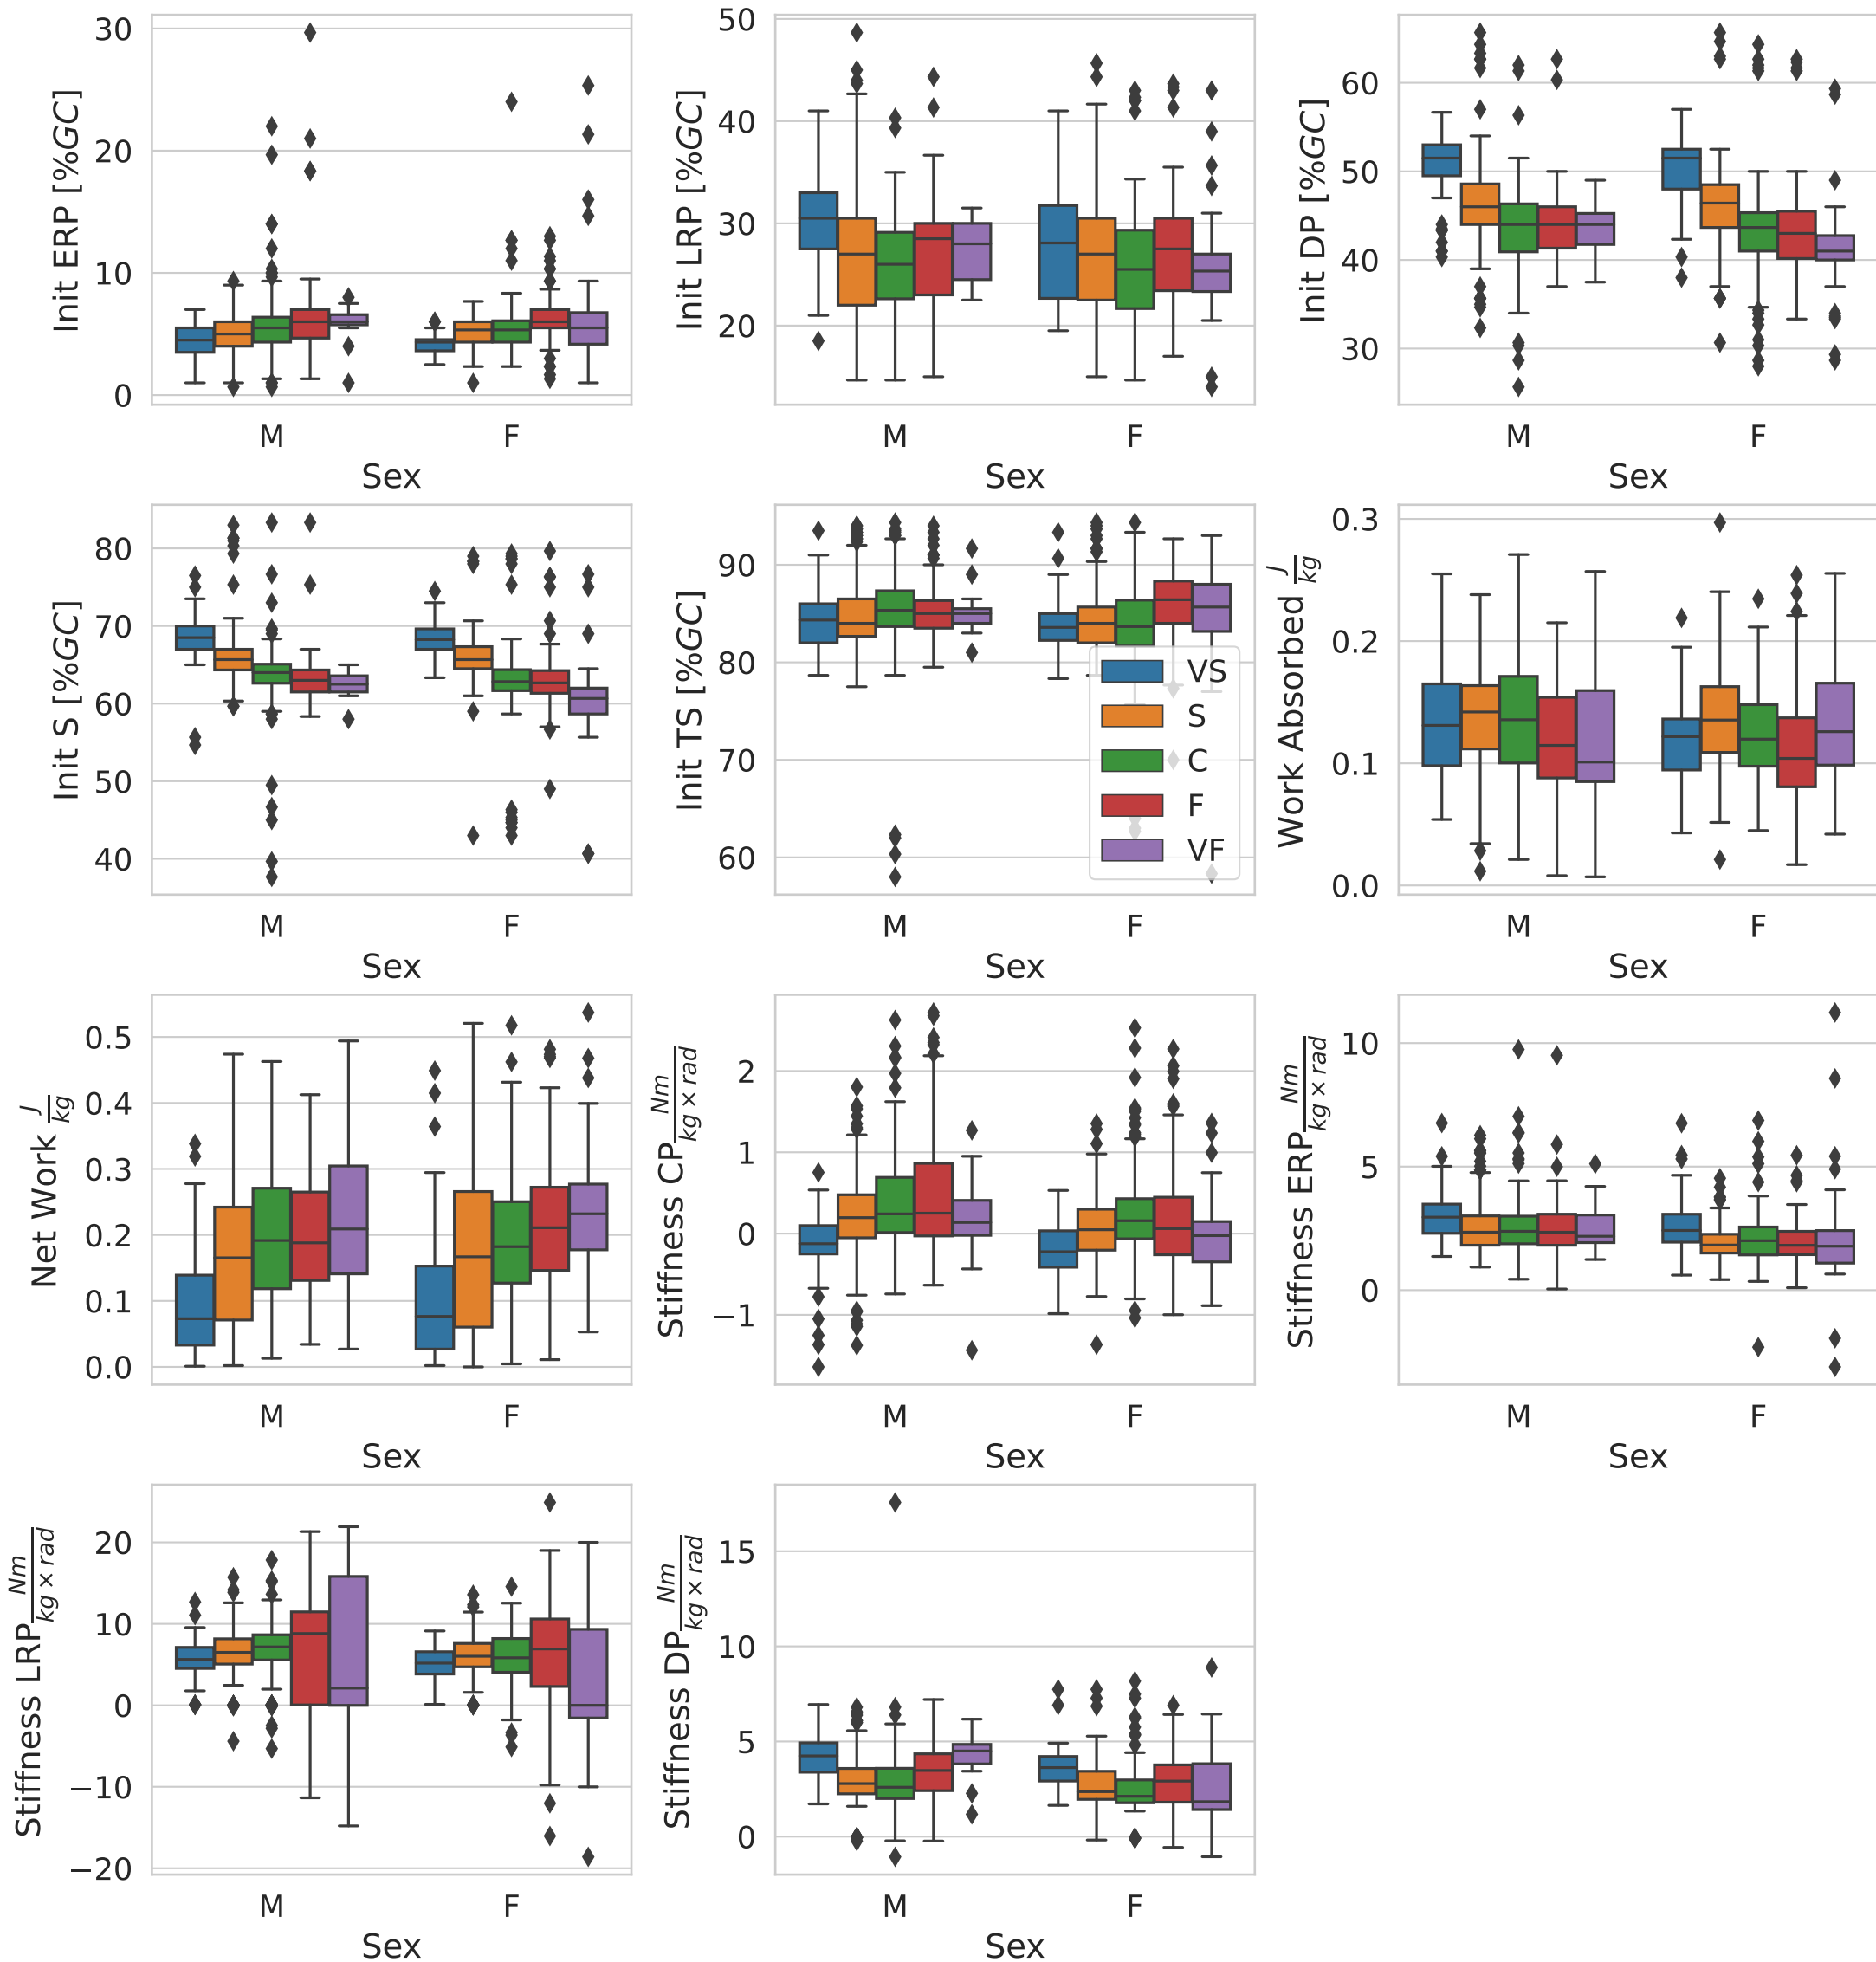 Init ERP [%GC]
30
20
10
0
M F
Sex
Init LRP [%GC]
50
40
30
20
M F
Sex
Init DP [%GC]
60
50
40
30
M F
Sex
Init S [%GC]
80
70
60
50
40
M F
Sex
Init TS [%GC]
90
80
70
60
VS
S
C
F
VF
M F
Sex
Work Absorbed J/kg
0.3
0.2
0.1
0.0
M F
Sex
Net Work J/kg
0.5
0.4
0.3
0.2
0.1
0.0
M F
Sex
Stiffness CP Nm/kg × rad
2
1
0
−1
M F
Sex
Stiffness ERP Nm/kg × rad
10
5
0
M F
Sex
Stiffness LRP Nm/kg × rad
20
10
0
−10
−20
M F
Sex
Stiffness DP Nm/kg × rad
15
10
5
0
M F
Sex